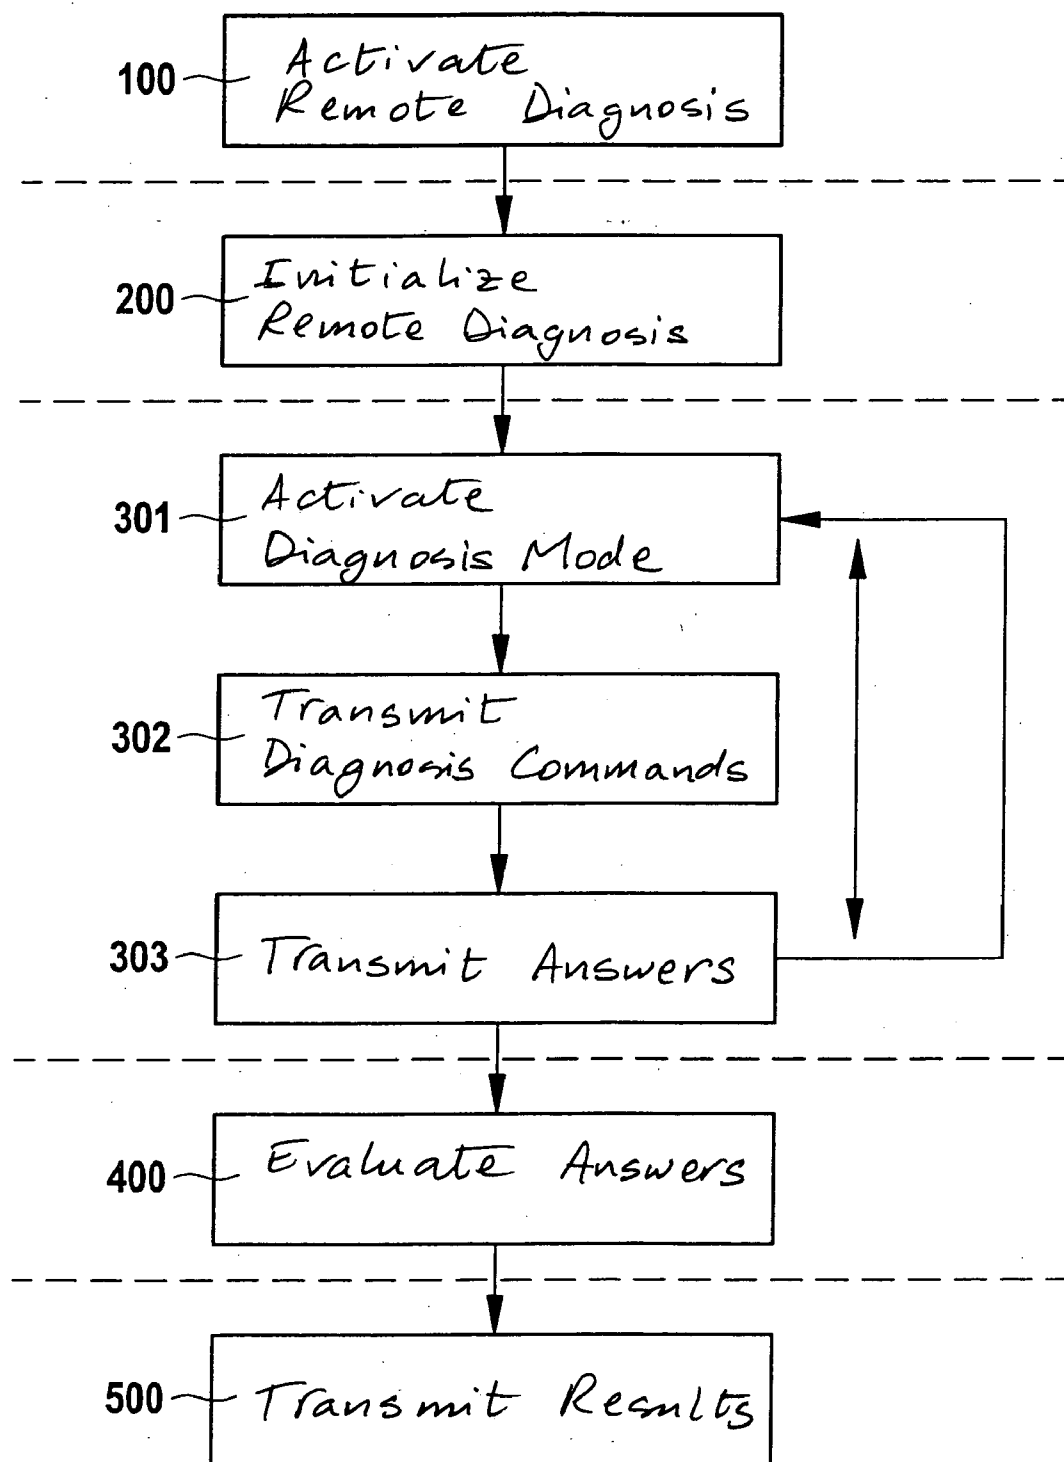 100
Activate
Remote Diagnosis
200
Initialize
Remote Diagnosis
301
Activate
Diagnosis Mode
302
Transmit
Diagnosis Commands
303
Transmit Answers
400
Evaluate Answers
500
Transmit Results